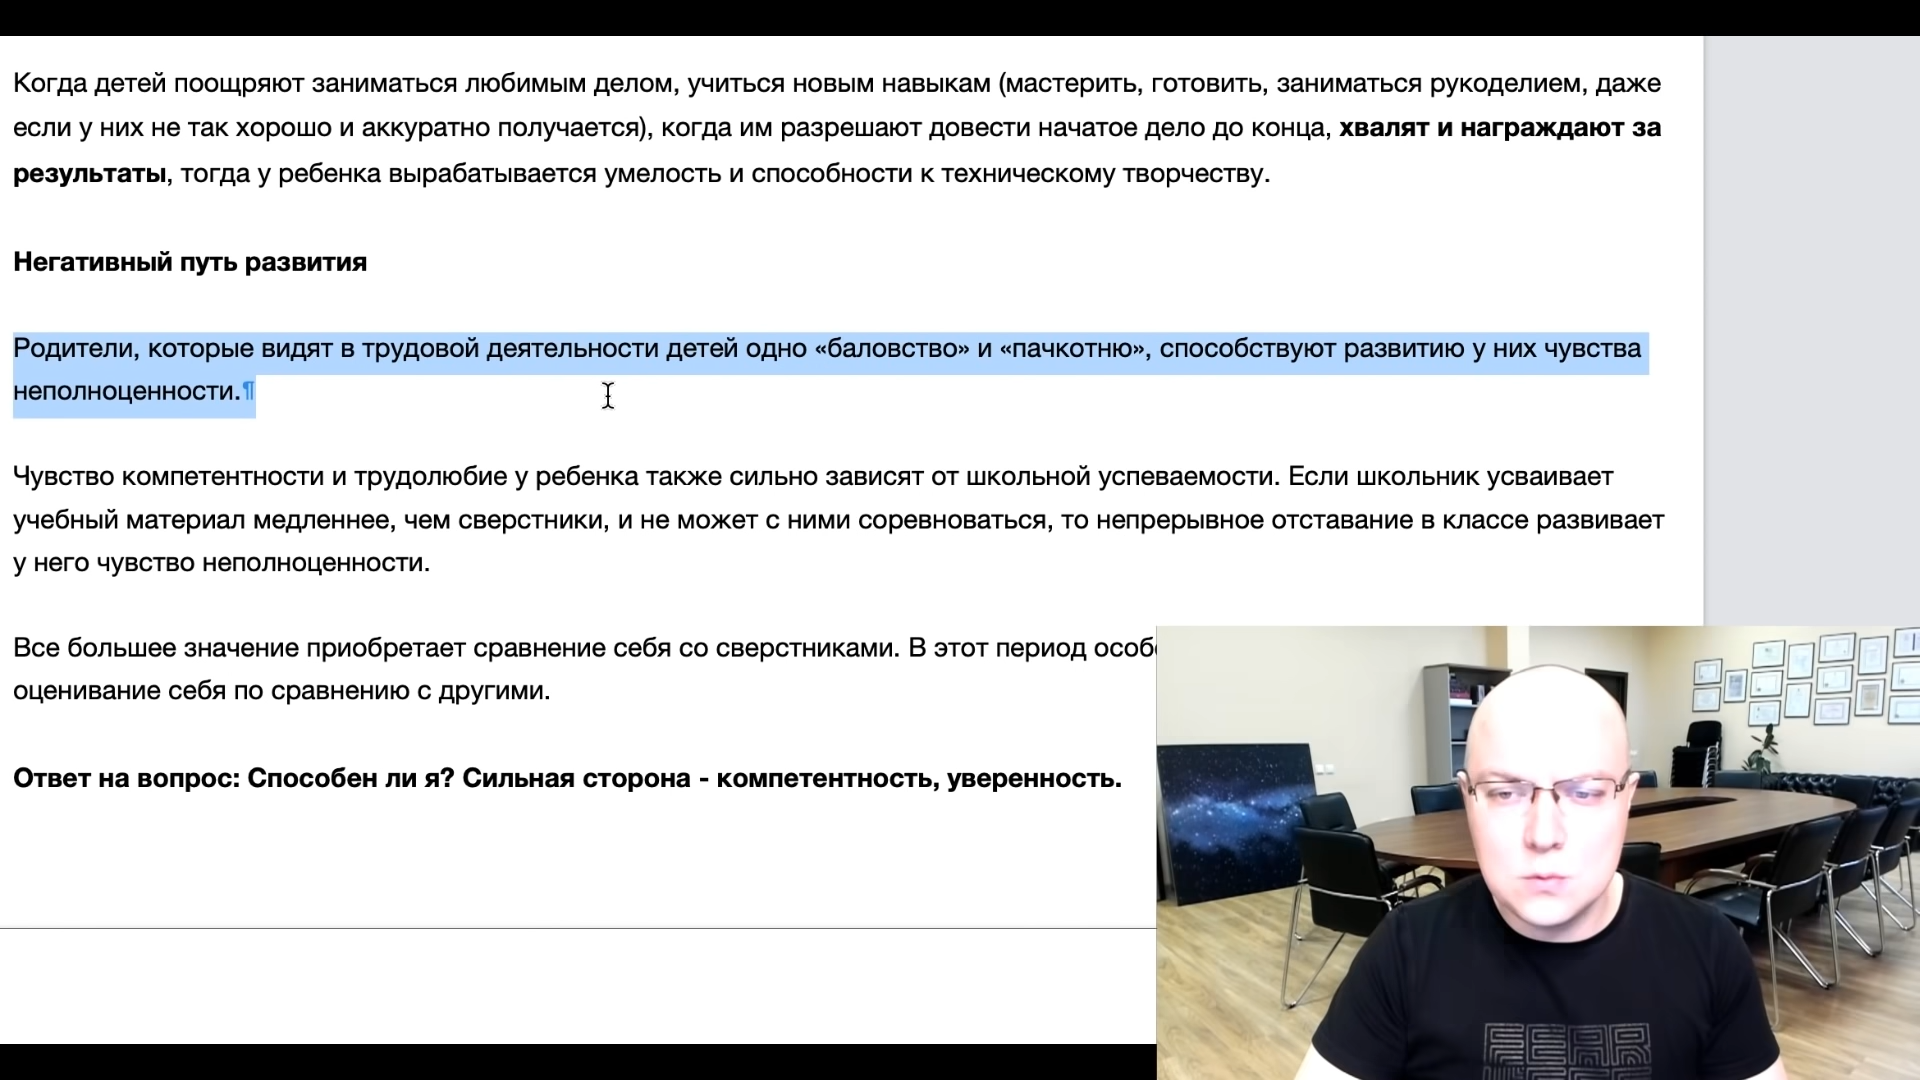 Когда детей поощряют заниматься любимым делом, учиться новым навыкам (мастерить, готовить, заниматься рукоделием, даже
если у них не так хорошо и аккуратно получается), когда им разрешают довести начатое дело до конца, хвалят и награждают за
результаты, тогда у ребенка вырабатывается умелость и способности к техническому творчеству.
Негативный путь развития
Родители, которые видят в трудовой деятельности детей одно «баловство» и «пачкотню», способствуют развитию у них чувства
неполноценности.¶
Чувство компетентности и трудолюбие у ребенка также сильно зависят от школьной успеваемости. Если школьник усваивает
учебный материал медленнее, чем сверстники, и не может с ними соревноваться, то непрерывное отставание в классе развивает
у него чувство неполноценности.
Все большее значение приобретает сравнение себя со сверстниками. В этот период
оценивание себя по сравнению с другими.
Ответ на вопрос: Способен ли я? Сильная сторона - компетентность, уверенность.
FEAR